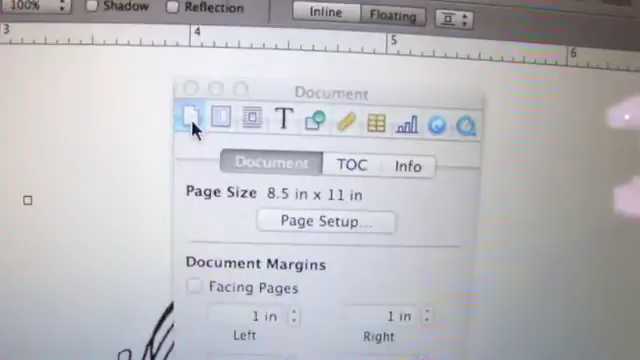 100% Shadow Reflection Inline Floating
3 4 5 6
Document
T
Document TOC Info
Page Size 8.5 in x 11 in
Page Setup...
Document Margins
Facing Pages
1 in 1 in
Left Right